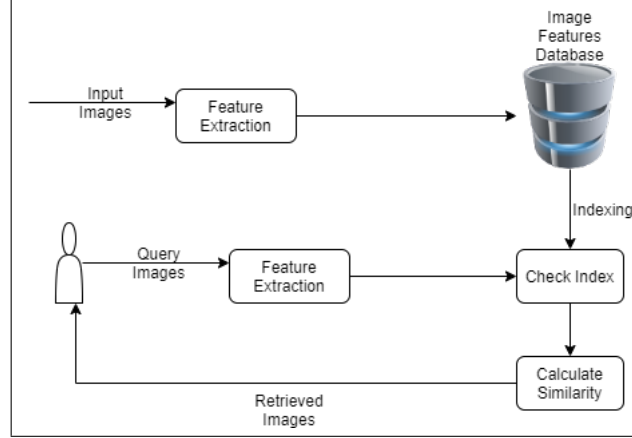 Image
Features
Database
Input
Images
Feature
Extraction
Indexing
Query
Images
Feature
Extraction
Check Index
Calculate
Similarity
Retrieved
Images